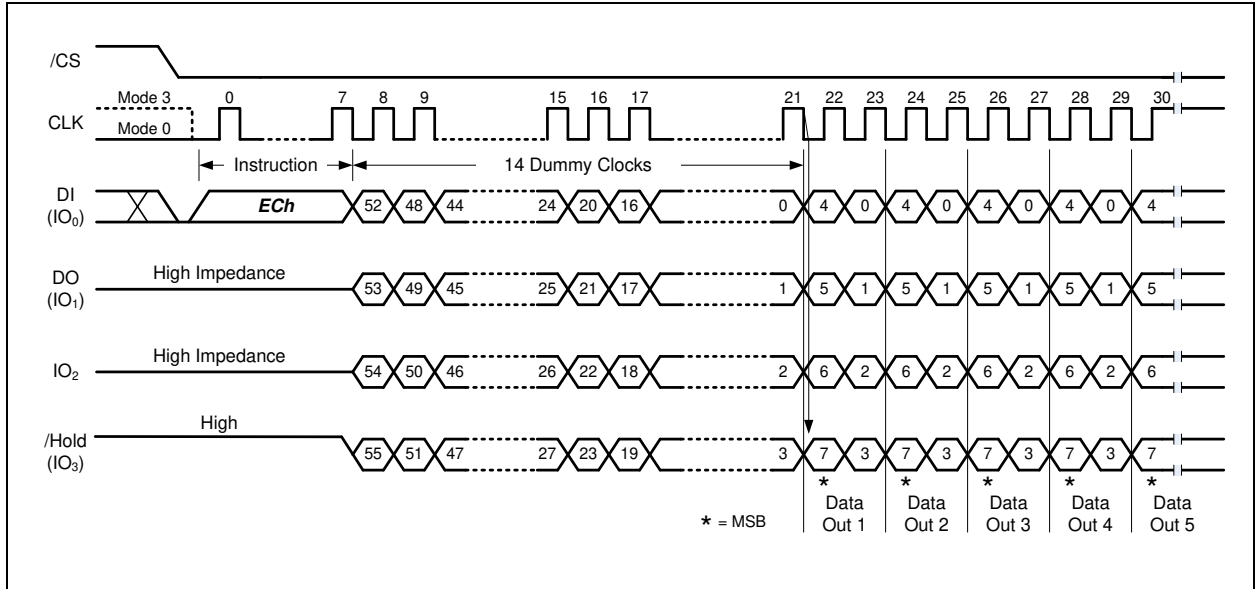 /CS
Mode 3 0 7 8 9 15 16 17 21 22 23 24 25 26 27 28 29 30
CLK
Mode 0
Instruction 14 Dummy Clocks
DI
(IO0) ECh 52 48 44 24 20 16 0 4 0 4 0 4 0 4 0 4
High Impedance
DO
(IO1) 53 49 45 25 21 17 1 5 1 5 1 5 1 5 1 5
High Impedance
IO2 54 50 46 26 22 18 2 6 2 6 2 6 2 6 2 6
High
/Hold
(IO3) 55 51 47 27 23 19 3 7 3 7 3 7 3 7 3 7
* * * * *
* = MSB
Data Data Data Data Data
Out 1 Out 2 Out 3 Out 4 Out 5